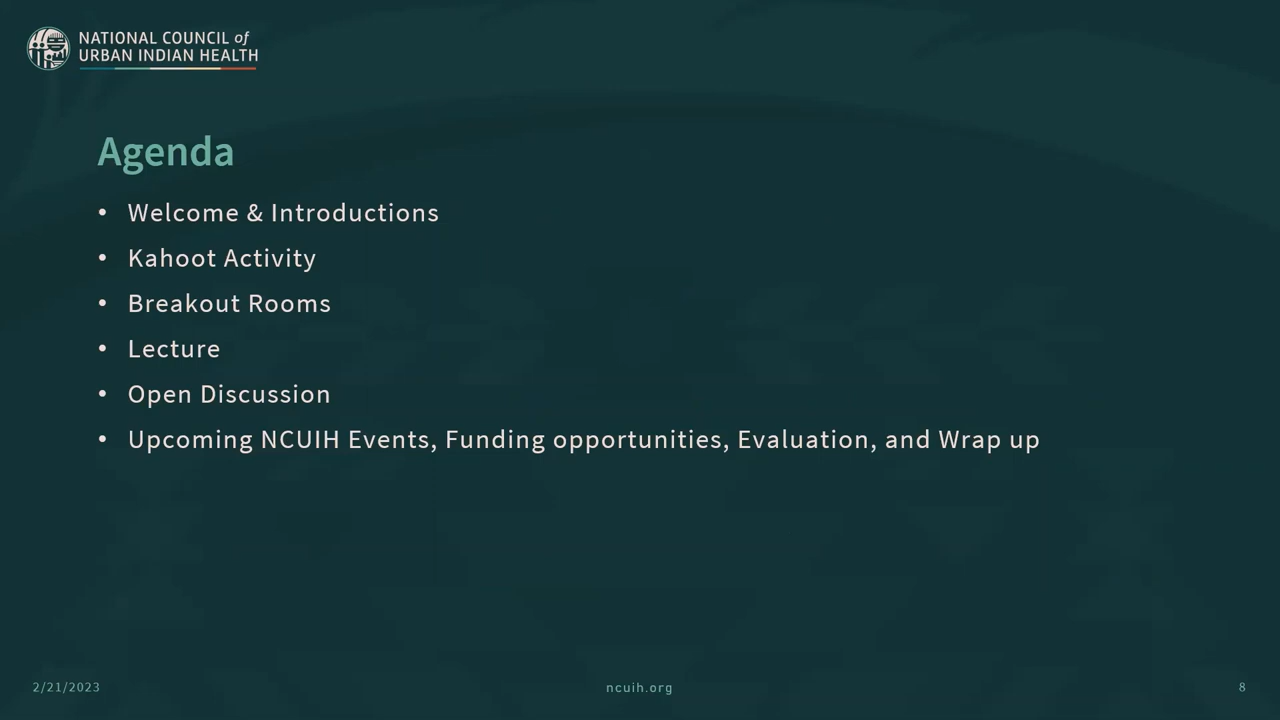 NATIONAL COUNCIL of
URBAN INDIAN HEALTH
Agenda
• Welcome & Introductions
• Kahoot Activity
• Breakout Rooms
• Lecture
• Open Discussion
• Upcoming NCUIH Events, Funding opportunities, Evaluation, and Wrap up
2/21/2023
ncuih.org
8